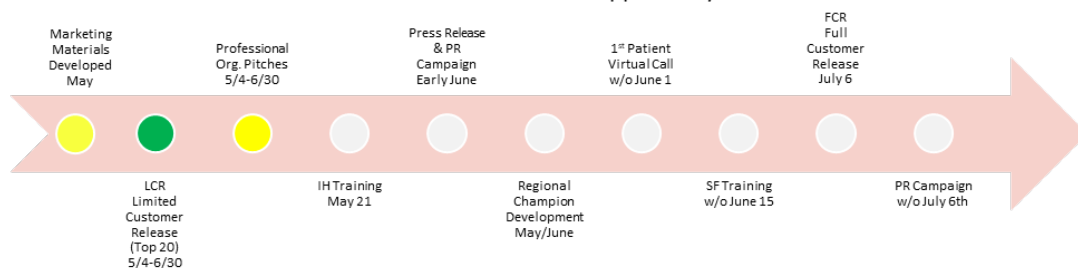 Marketing
Materials
Developed
May
Professional
Org. Pitches
5/4-6/30
Press Release
& PR
Campaign
Early June
1st Patient
Virtual Call
w/o June 1
FCR
Full
Customer
Release
July 6
LCR
Limited
Customer
Release
(Top 20)
5/4-6/30
IH Training
May 21
Regional
Champion
Development
May/June
SF Training
w/o June 15
PR Campaign
w/o July 6th